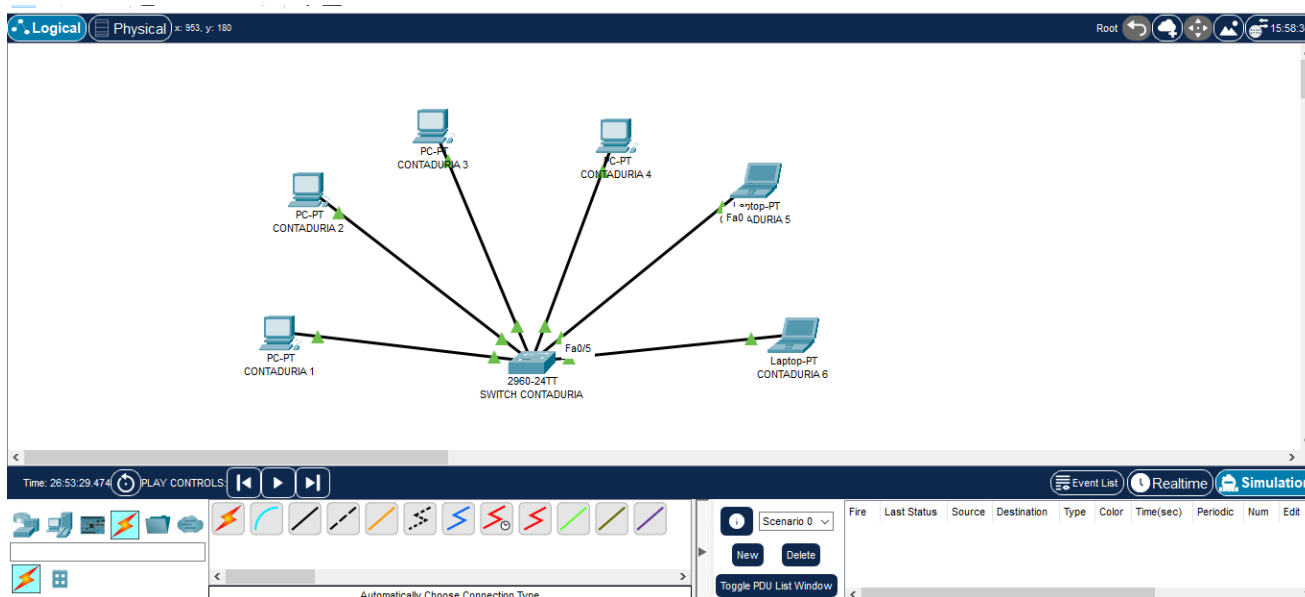 Logical Physical x: 953, y: 180 Root 15:58:3
PC-PT
CONTADURIA 3
PC-PT
CONTADURIA 4
PC-PT
CONTADURIA 2
Laptop-PT
Fa0 ADURIA 5
PC-PT
CONTADURIA 1
Fa0/5
Laptop-PT
CONTADURIA 6
2960-24TT
SWITCH CONTADURIA
Time: 26:53:29.474 PLAY CONTROLS: Event List Realtime Simulation
Scenario 0
Fire Last Status Source Destination Type Color Time(sec) Periodic Num Edit
New Delete
Toggle PDU List Window
Automatically Choose Connection Type